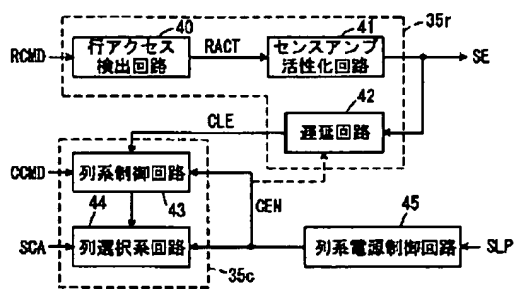 40
41
35r
RCMD
行アクセス
検出回路
RACT
センスアンプ
活性化回路
SE
42
CLE
遅延回路
CCMD
列系制御回路
44
43
CEN
45
SCA
列選択系回路
列系電源制御回路
SLP
35c